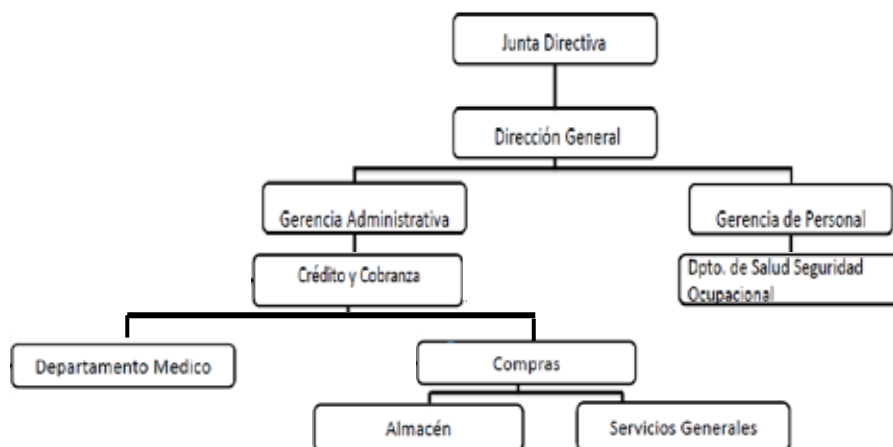 Junta Directiva
Dirección General
Gerencia Administrativa
Gerencia de Personal
Crédito y Cobranza
Dpto. de Salud Seguridad
Ocupacional
Departamento Medico
Compras
Almacén
Servicios Generales